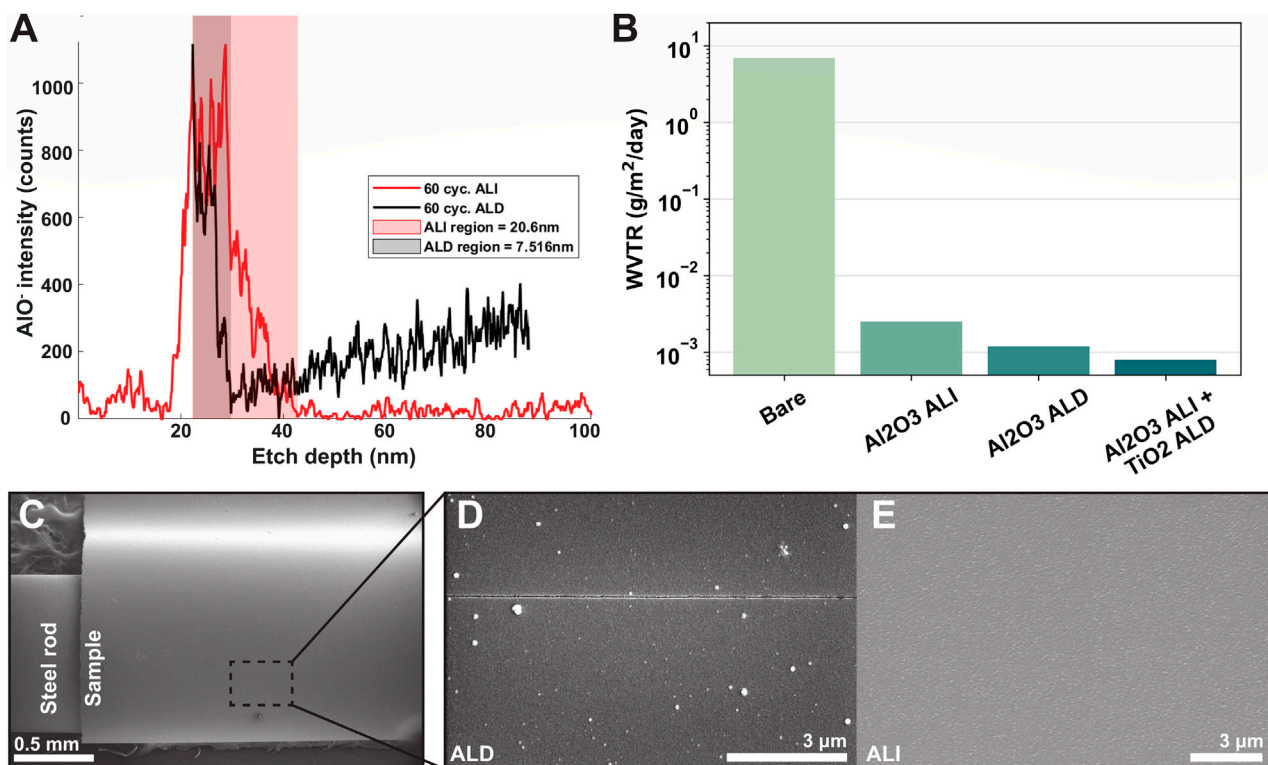 A
AlO⁻ intensity (counts)
1000
800
600
400
200
0
20
40
60
80
100
Etch depth (nm)
60 cyc. ALI
60 cyc. ALD
ALI region = 20.6nm
ALD region = 7.516nm
B
WVTR (g/m²/day)
10¹
10⁰
10⁻¹
10⁻²
10⁻³
Bare
Al2O3 ALI
Al2O3 ALD
Al2O3 ALI +
TiO2 ALD
C
Steel rod
Sample
0.5 mm
D
ALD
3 µm
E
ALI
3 µm